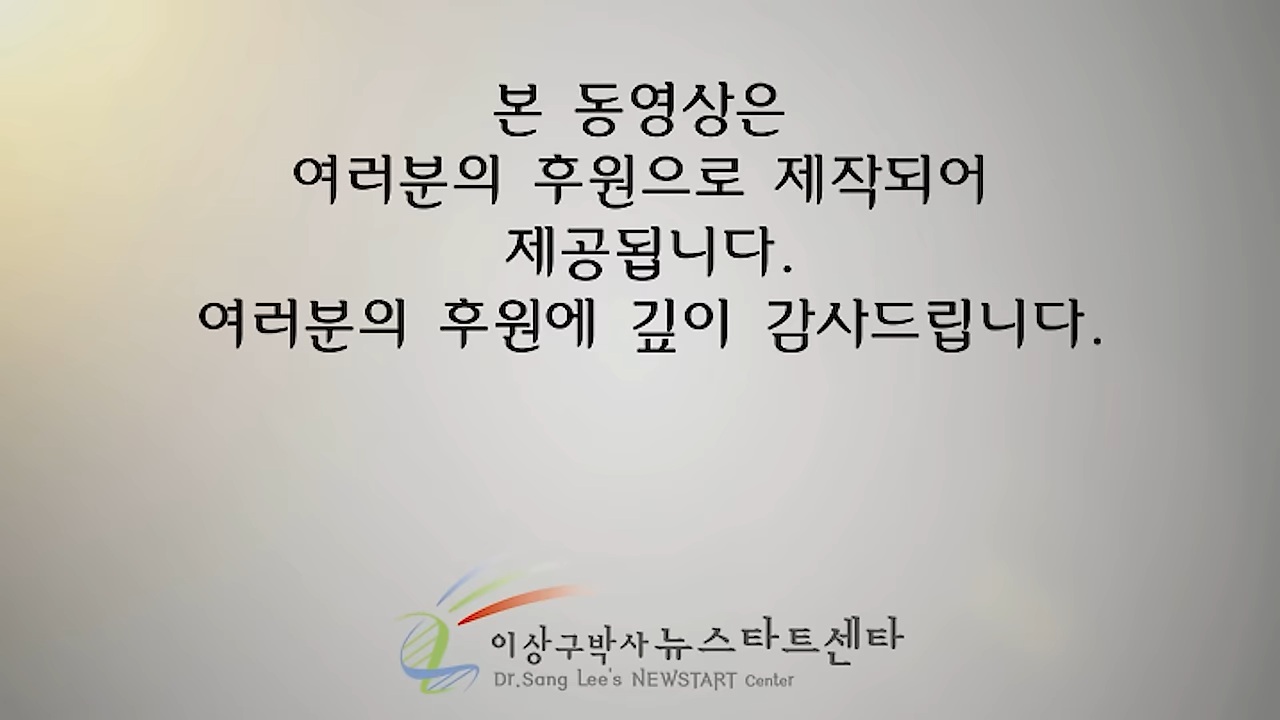 본 동영상은
여러분의 후원으로 제작되어
제공됩니다.
여러분의 후원에 깊이 감사드립니다.
이상구박사 뉴스타트센타
Dr.Sang Lee's NEWSTART Center